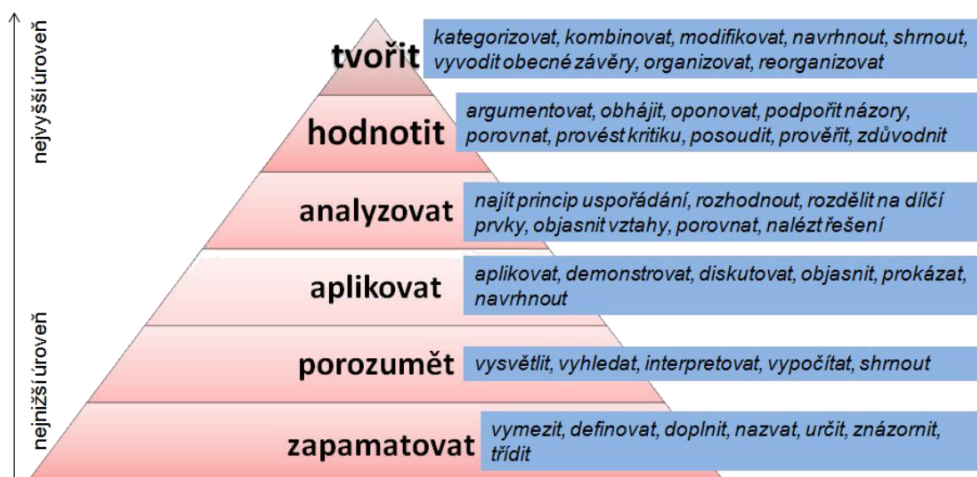 nejvyšší úroveň
tvořit
kategorizovat, kombinovat, modifikovat, navrhnout, shrnout,
vyvodit obecné závěry, organizovat, reorganizovat
hodnotit
argumentovat, obhájit, oponovat, podpořit názory,
porovnat, provést kritiku, posoudit, prověřit, zdůvodnit
analyzovat
najít princip uspořádání, rozhodnout, rozdělit na dílčí
prvky, objasnit vztahy, porovnat, nalézt řešení
aplikovat
aplikovat, demonstrovat, diskutovat, objasnit, prokázat,
navrhnout
nejnižší úroveň
porozumět
vysvětlit, vyhledat, interpretovat, vypočítat, shrnout
zapamatovat
vymezit, definovat, doplnit, nazvat, určit, znázornit,
třídit